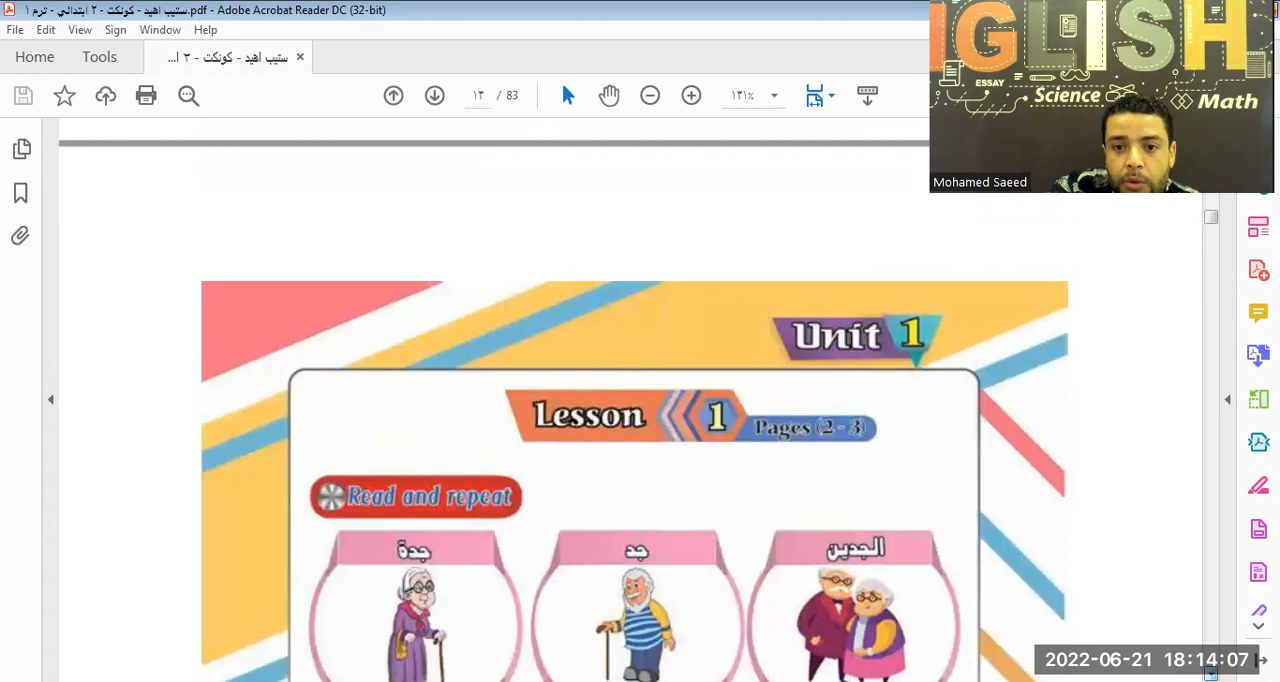 ستيب اهيد - كونكت - ٢ ابتدائي - ترم ١.pdf - Adobe Acrobat Reader DC (32-bit)
File Edit View Sign Window Help
Home Tools ستيب اهيد - كونكت - ٢ ا... ×
١٣ / 83 ١٣١٪
GLISH
ESSAY
Science
Math
Mohamed Saeed
Unit 1
Lesson 1 Pages (2 - 3)
Read and repeat
جدة جد الجدين
2022-06-21 18:14:07